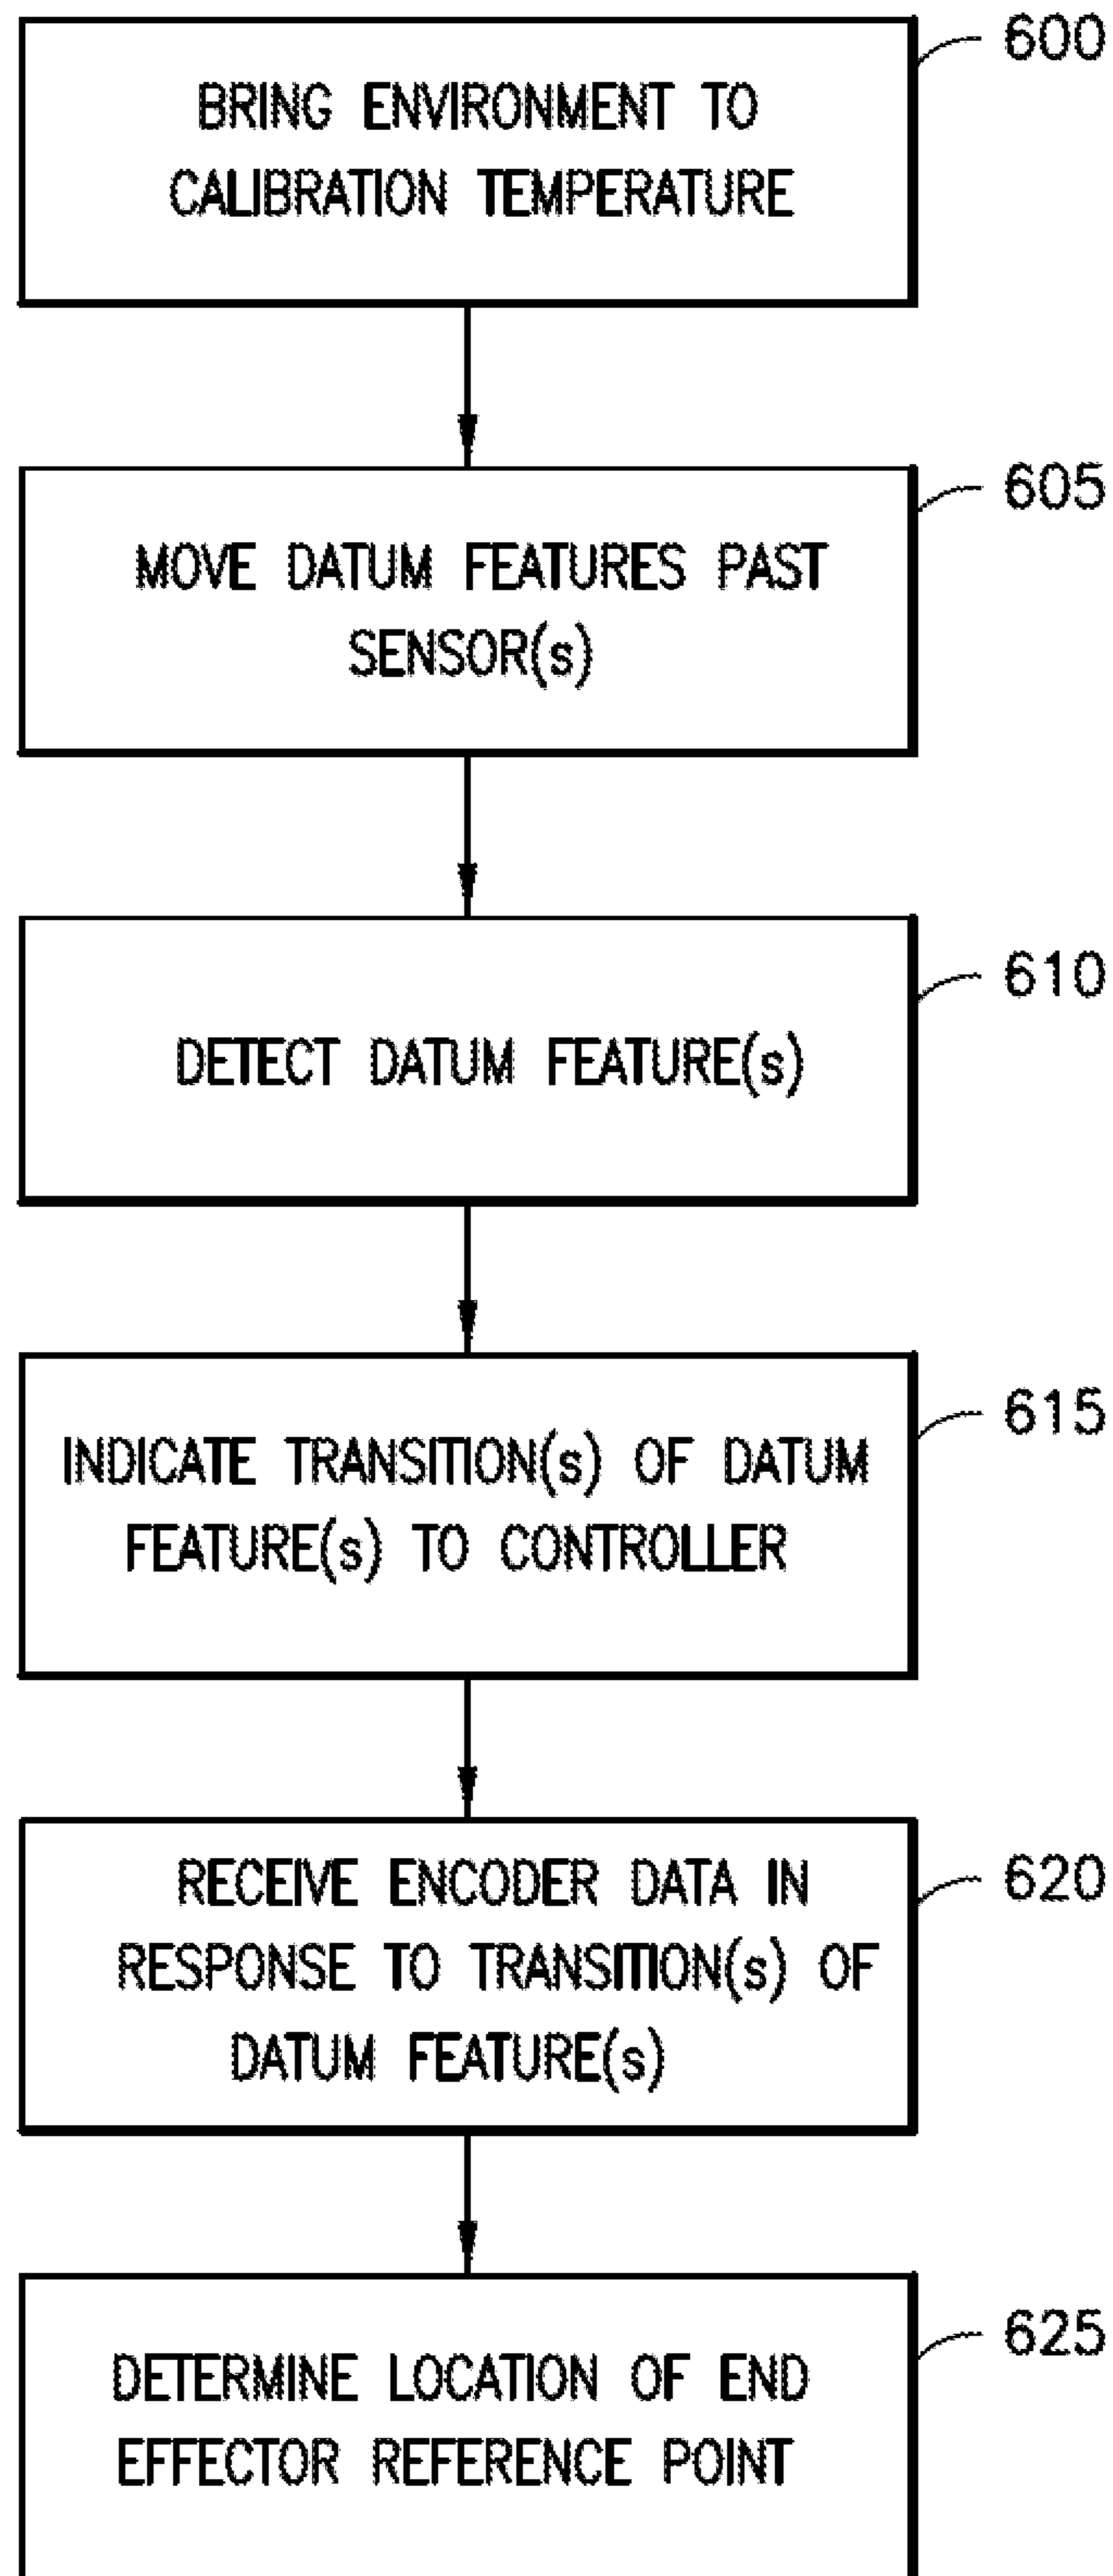 BRING ENVIRONMENT TO
CALIBRATION TEMPERATURE
600
MOVE DATUM FEATURES PAST
SENSOR(s)
605
DETECT DATUM FEATURE(s)
610
INDICATE TRANSITION(s) OF DATUM
FEATURE(s) TO CONTROLLER
615
RECEIVE ENCODER DATA IN
RESPONSE TO TRANSITION(s) OF
DATUM FEATURE(s)
620
DETERMINE LOCATION OF END
EFFECTOR REFERENCE POINT
625